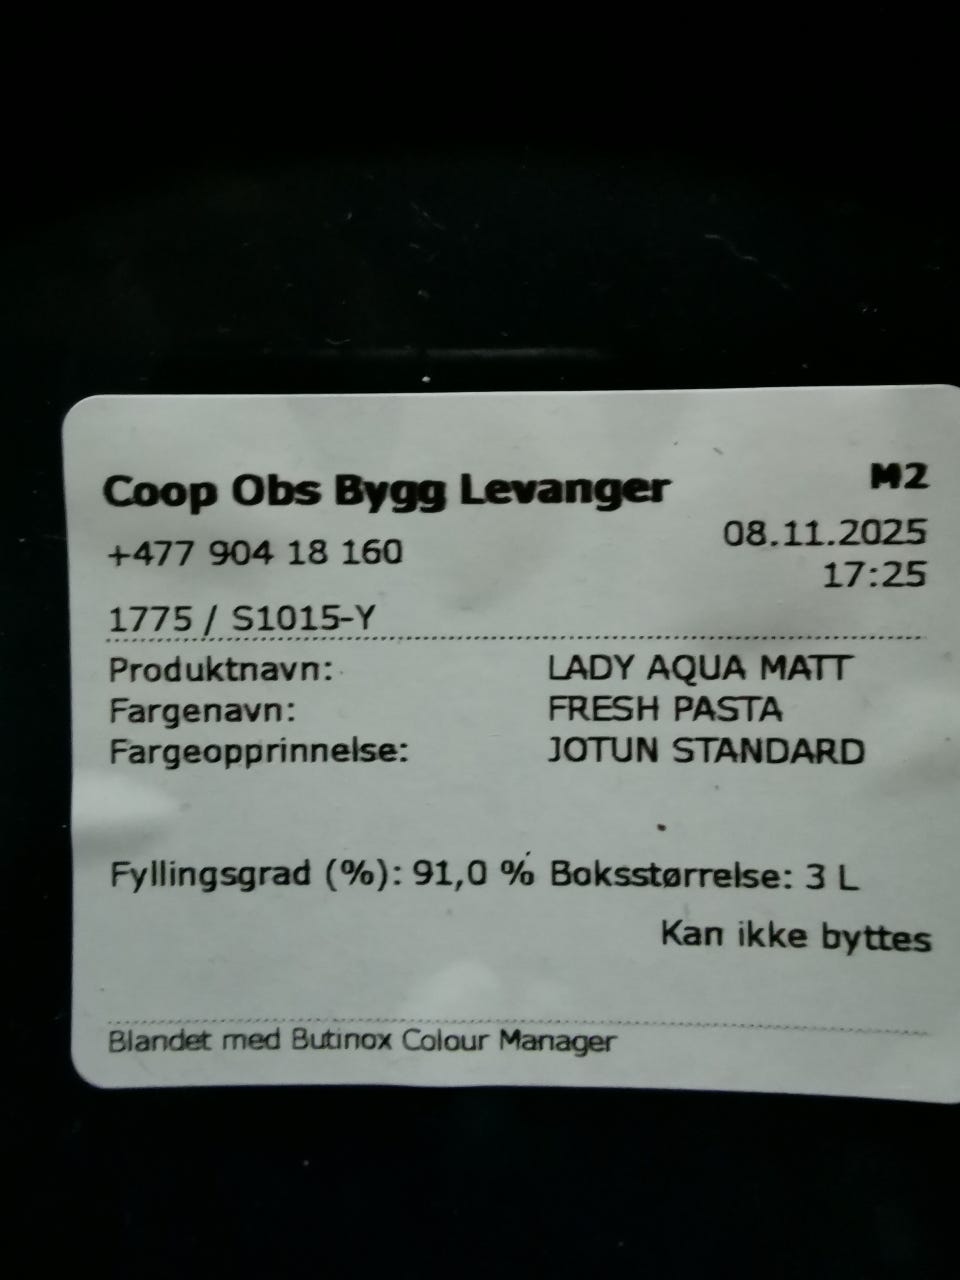 Coop Obs Bygg Levanger M2
+477 904 18 160 08.11.2025
17:25
1775 / S1015-Y
Produktnavn: LADY AQUA MATT
Fargenavn: FRESH PASTA
Fargeopprinnelse: JOTUN STANDARD
Fyllingsgrad (%): 91,0 % Boksstørrelse: 3 L
Kan ikke byttes
Blandet med Butinox Colour Manager